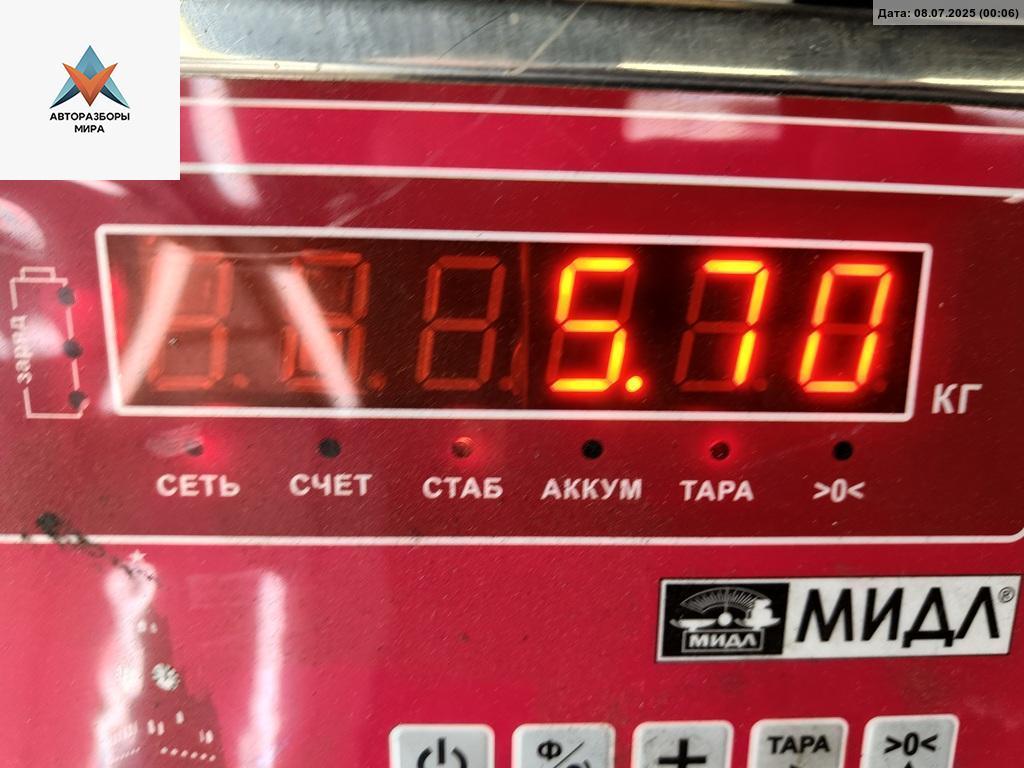 Дата: 08.07.2025 (00:06)
АВТОРАЗБОРЫ
МИРА
заряд
5.70
КГ
СЕТЬ СЧЕТ СТАБ АККУМ ТАРА >0<
МИДЛ МИДЛ®
Ф ТАРА >0<